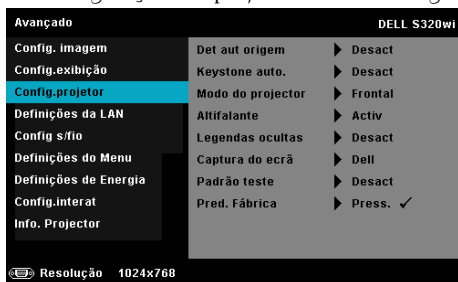 Avançado DELL S320wi
Config. imagem
Config.exibição
Config.projetor
Definições da LAN
Config s/fio
Definições do Menu
Definições de Energia
Config.interat
Info. Projector
Det aut origem Desact
Keystone auto. Desact
Modo do projector Frontal
Altifalante Activ
Legendas ocultas Desact
Captura do ecrã Dell
Padrão teste Desact
Pred. Fábrica Press. ✓
Resolução 1024x768